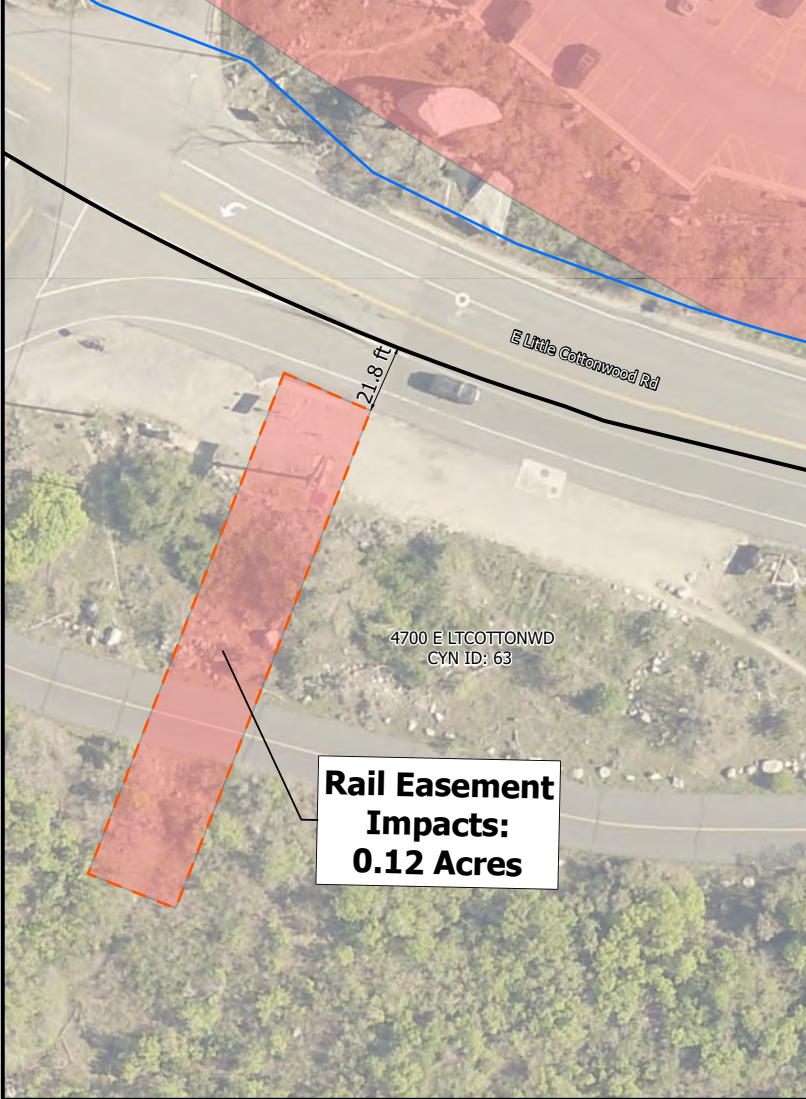 E Little Cottonwood Rd
21.8 ft
4700 E LTCOTTONWD
CYN ID: 63
Rail Easement
Impacts:
0.12 Acres